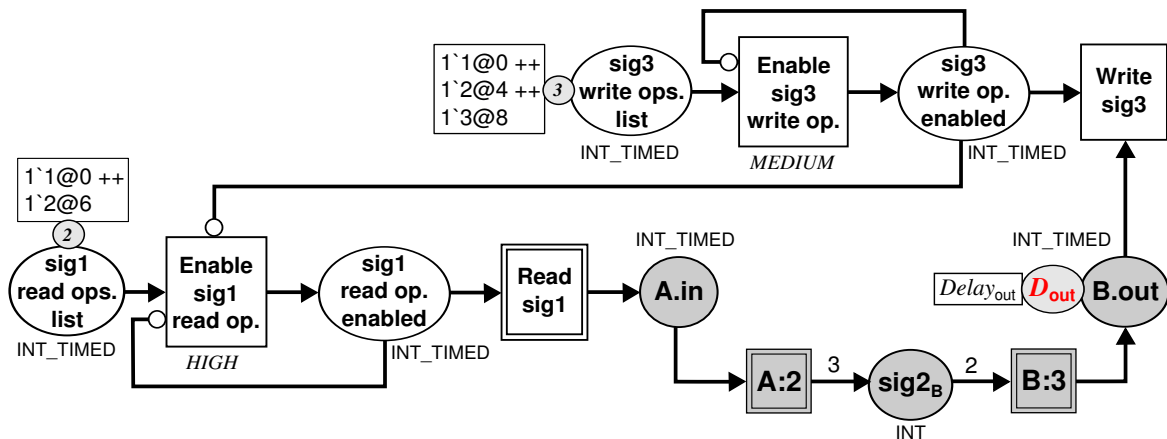 1`1@0 ++
1`2@4 ++
1`3@8
3
sig3
write ops.
list
INT_TIMED
Enable
sig3
write op.
MEDIUM
sig3
write op.
enabled
INT_TIMED
Write
sig3
1`1@0 ++
1`2@6
2
sig1
read ops.
list
INT_TIMED
Enable
sig1
read op.
HIGH
sig1
read op.
enabled
INT_TIMED
Read
sig1
INT_TIMED
A.in
INT_TIMED
Delayout
Dout
B.out
A:2
3
sig2B
INT
2
B:3